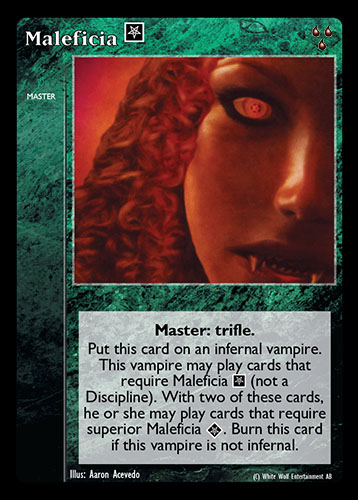 Maleficia
MASTER
Master: trifle.
Put this card on an infernal vampire.
This vampire may play cards that
require Maleficia (not a
Discipline). With two of these cards,
he or she may play cards that require
superior Maleficia . Burn this card
if this vampire is not infernal.
Illus: Aaron Acevedo
(C) White Wolf Entertainment AB